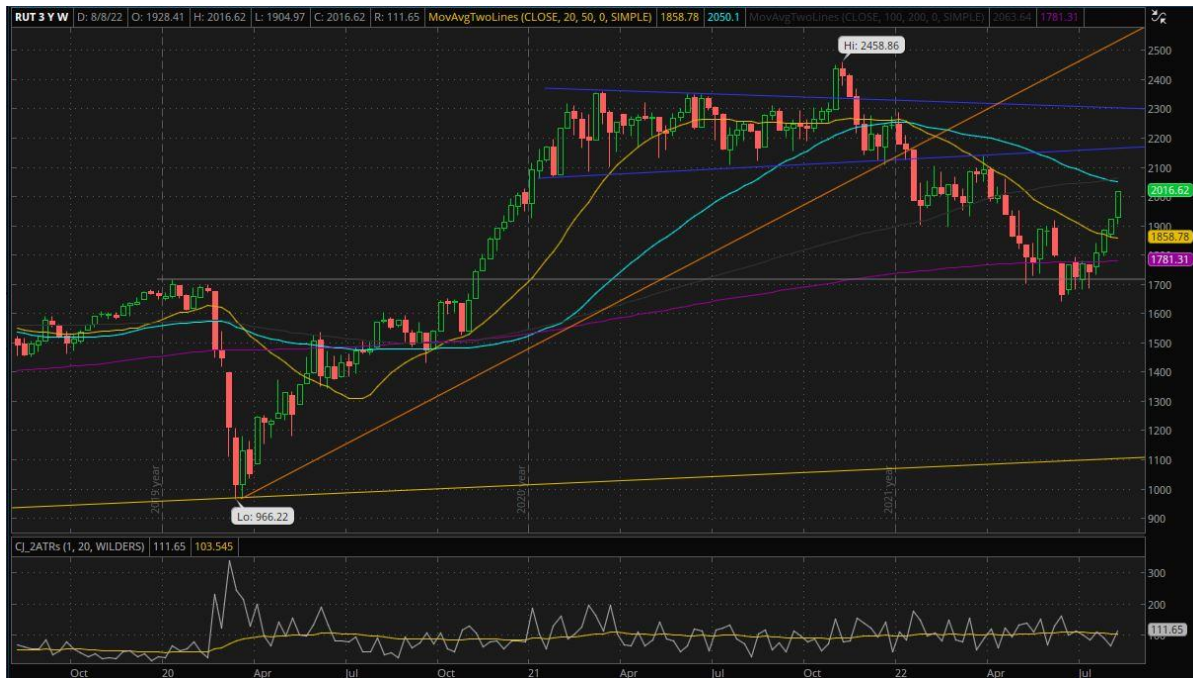 RUT 3 Y W D: 8/8/22 O: 1928.41 H: 2016.62 L: 1904.97 C: 2016.62 R: 111.65 MovAvgTwoLines (CLOSE, 20, 50, 0, SIMPLE) 1858.78 2050.1 MovAvgTwoLines (CLOSE, 100, 200, 0, SIMPLE) 2063.64 1781.31
Hi: 2458.86
2500
2400
2300
2200
2100
2016.62
2000
1900
1858.78
1800
1781.31
1700
1600
1500
1400
1300
1200
1100
1000
900
2019 year
2020 year
2021 year
Lo: 966.22
CJ_2ATRs (1, 20, WILDERS) 111.65 103.545
300
200
111.65
Oct 20 Apr Jul Oct 21 Apr Jul Oct 22 Apr Jul